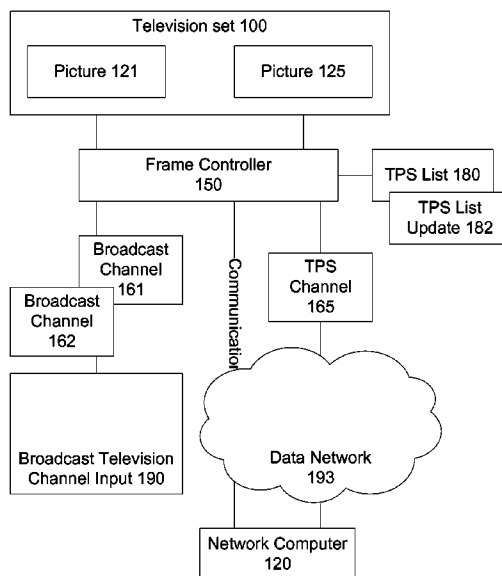 Television set 100
Picture 121
Picture 125
Frame Controller
150
TPS List 180
TPS List
Update 182
Broadcast
Channel
161
Communication
TPS
Channel
165
Broadcast
Channel
162
Broadcast Television
Channel Input 190
Data Network
193
Network Computer
120